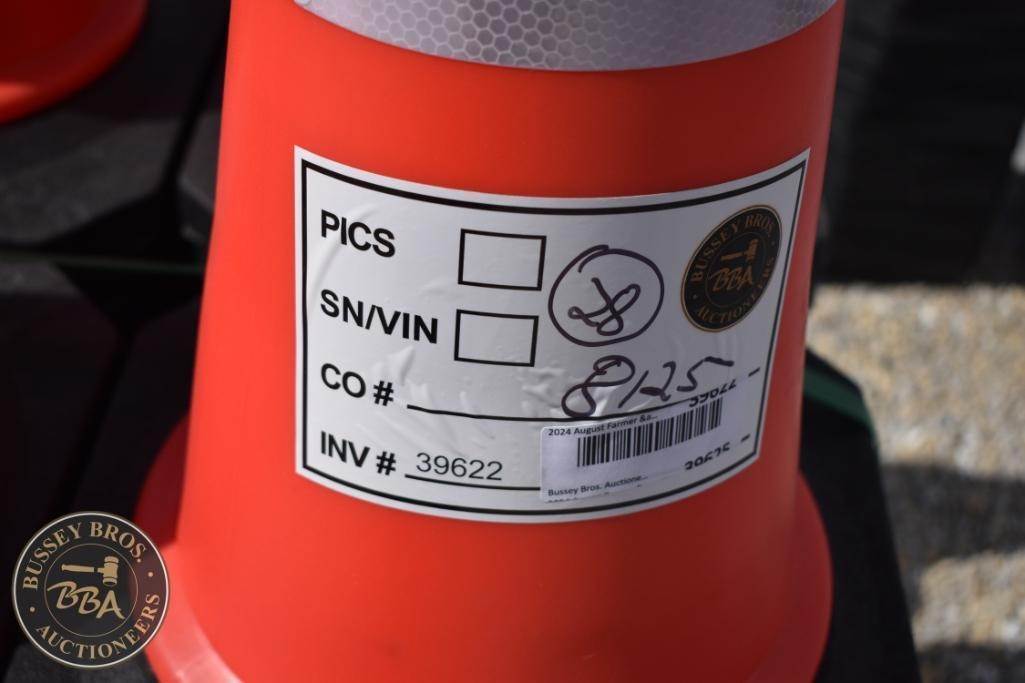 PICS
28
BUSSEY BROS.
BBA
AUCTIONEERS
SN/VIN
CO #
8125
39622 -
2024 August Farmer &a...
INV # 39622
Bussey Bros. Auctione...
BUSSEY BROS.
BBA
AUCTIONEERS